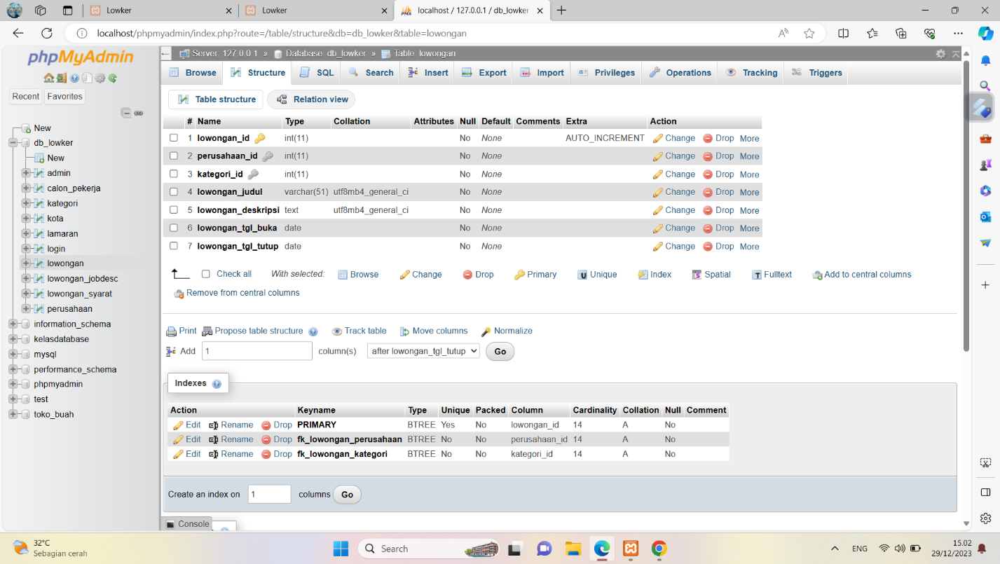 Lowker
Lowker
localhost / 127.0.0.1 / db_lowker
localhost/phpmyadmin/index.php?route=/table/structure&db=db_lowker&table=lowongan
phpMyAdmin
Recent Favorites
New
db_lowker
New
admin
calon_pekerja
kategori
kota
lamaran
login
lowongan
lowongan_jobdesc
lowongan_syarat
perusahaan
information_schema
kelasdatabase
mysql
performance_schema
phpmyadmin
test
toko_buah
Server: 127.0.0.1 » Database: db_lowker » Table: lowongan
Browse Structure SQL Search Insert Export Import Privileges Operations Tracking Triggers
Table structure Relation view
# Name Type Collation Attributes Null Default Comments Extra Action
1 lowongan_id int(11) No None AUTO_INCREMENT Change Drop More
2 perusahaan_id int(11) No None Change Drop More
3 kategori_id int(11) No None Change Drop More
4 lowongan_judul varchar(51) utf8mb4_general_ci No None Change Drop More
5 lowongan_deskripsi text utf8mb4_general_ci No None Change Drop More
6 lowongan_tgl_buka date No None Change Drop More
7 lowongan_tgl_tutup date No None Change Drop More
Check all With selected: Browse Change Drop Primary Unique Index Spatial Fulltext Add to central columns
Remove from central columns
Print Propose table structure Track table Move columns Normalize
Add 1 column(s) after lowongan_tgl_tutup Go
Indexes
Action Keyname Type Unique Packed Column Cardinality Collation Null Comment
Edit Rename Drop PRIMARY BTREE Yes No lowongan_id 14 A No
Edit Rename Drop fk_lowongan_perusahaan BTREE No No perusahaan_id 14 A No
Edit Rename Drop fk_lowongan_kategori BTREE No No kategori_id 14 A No
Create an index on 1 columns Go
Console
32°C
Sebagian cerah
Search
ENG
15.02
29/12/2023